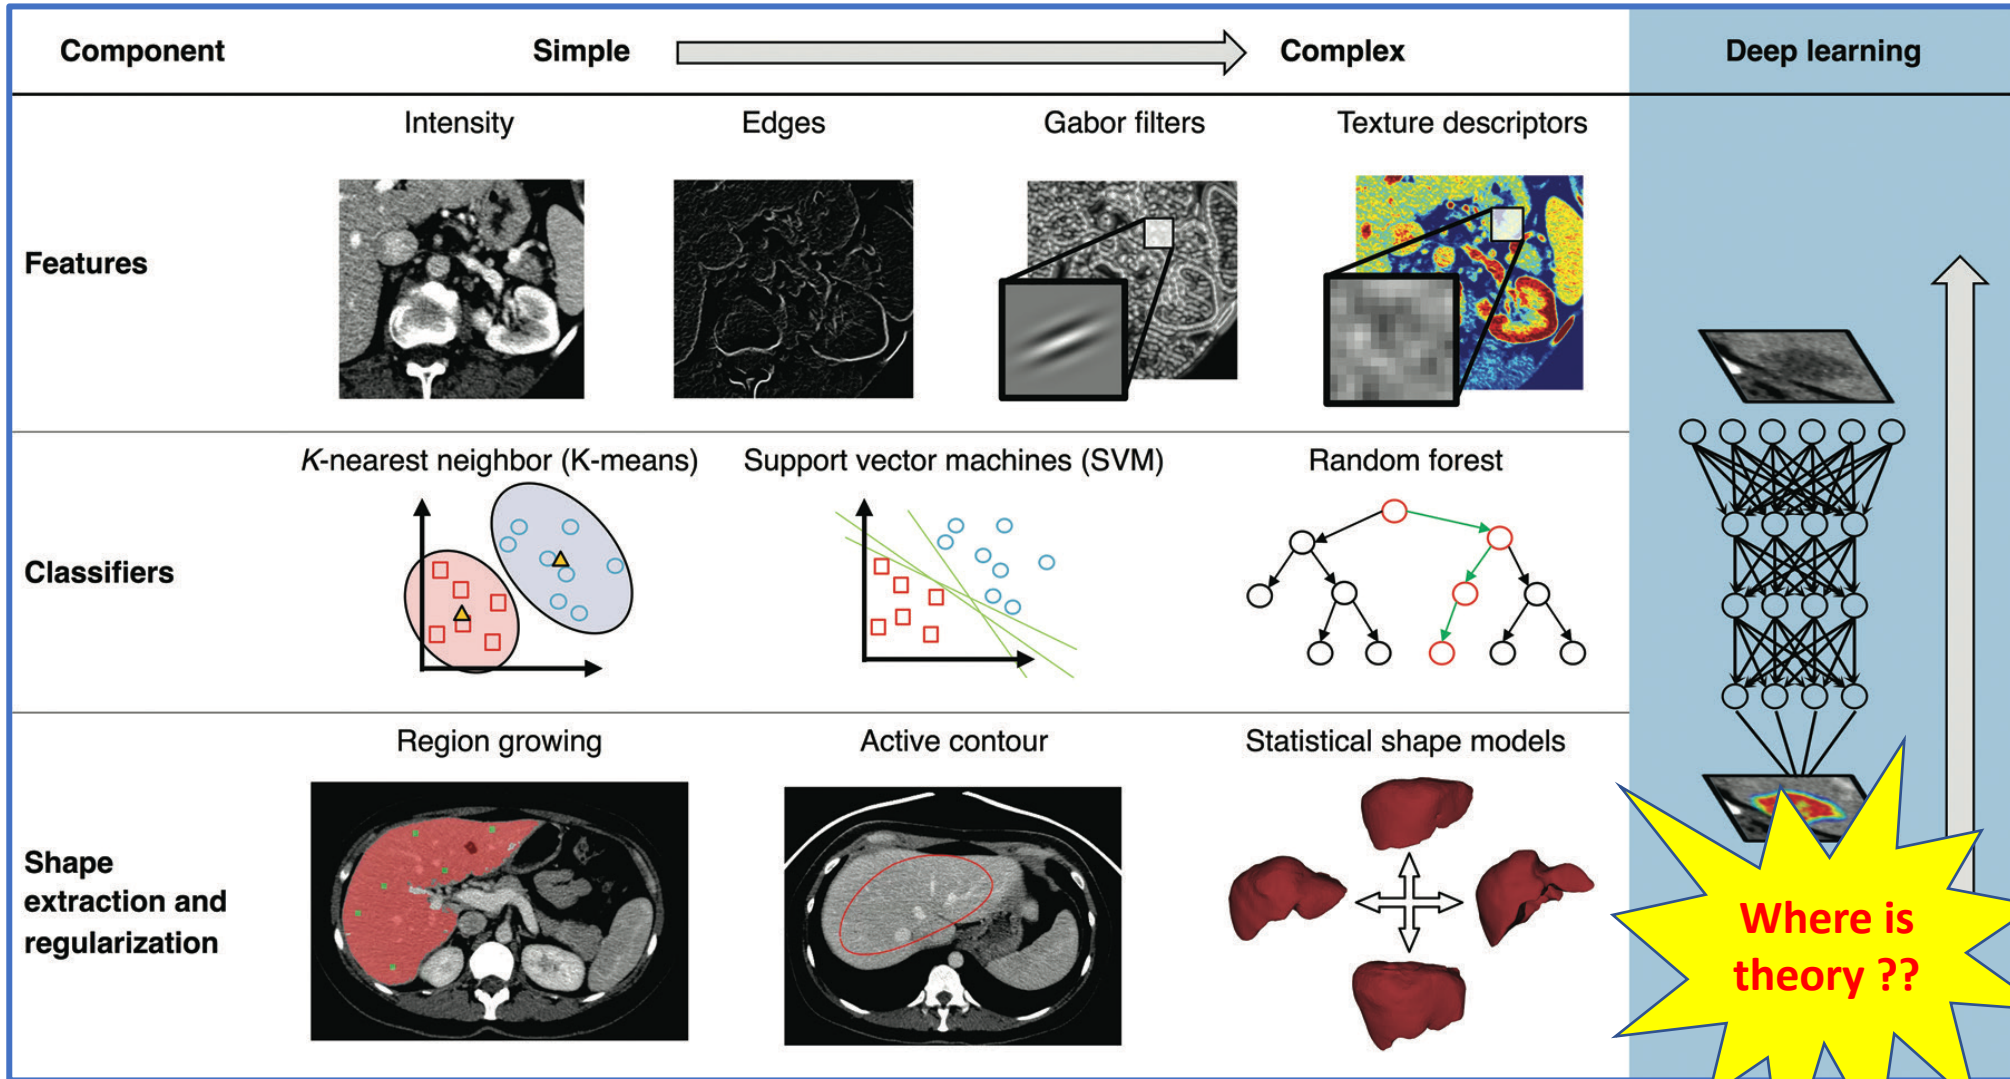 Component
Simple
Complex
Deep learning
Features
Intensity
Edges
Gabor filters
Texture descriptors
Classifiers
K-nearest neighbor (K-means)
Support vector machines (SVM)
Random forest
Shape
extraction and
regularization
Region growing
Active contour
Statistical shape models
Where is
theory ??